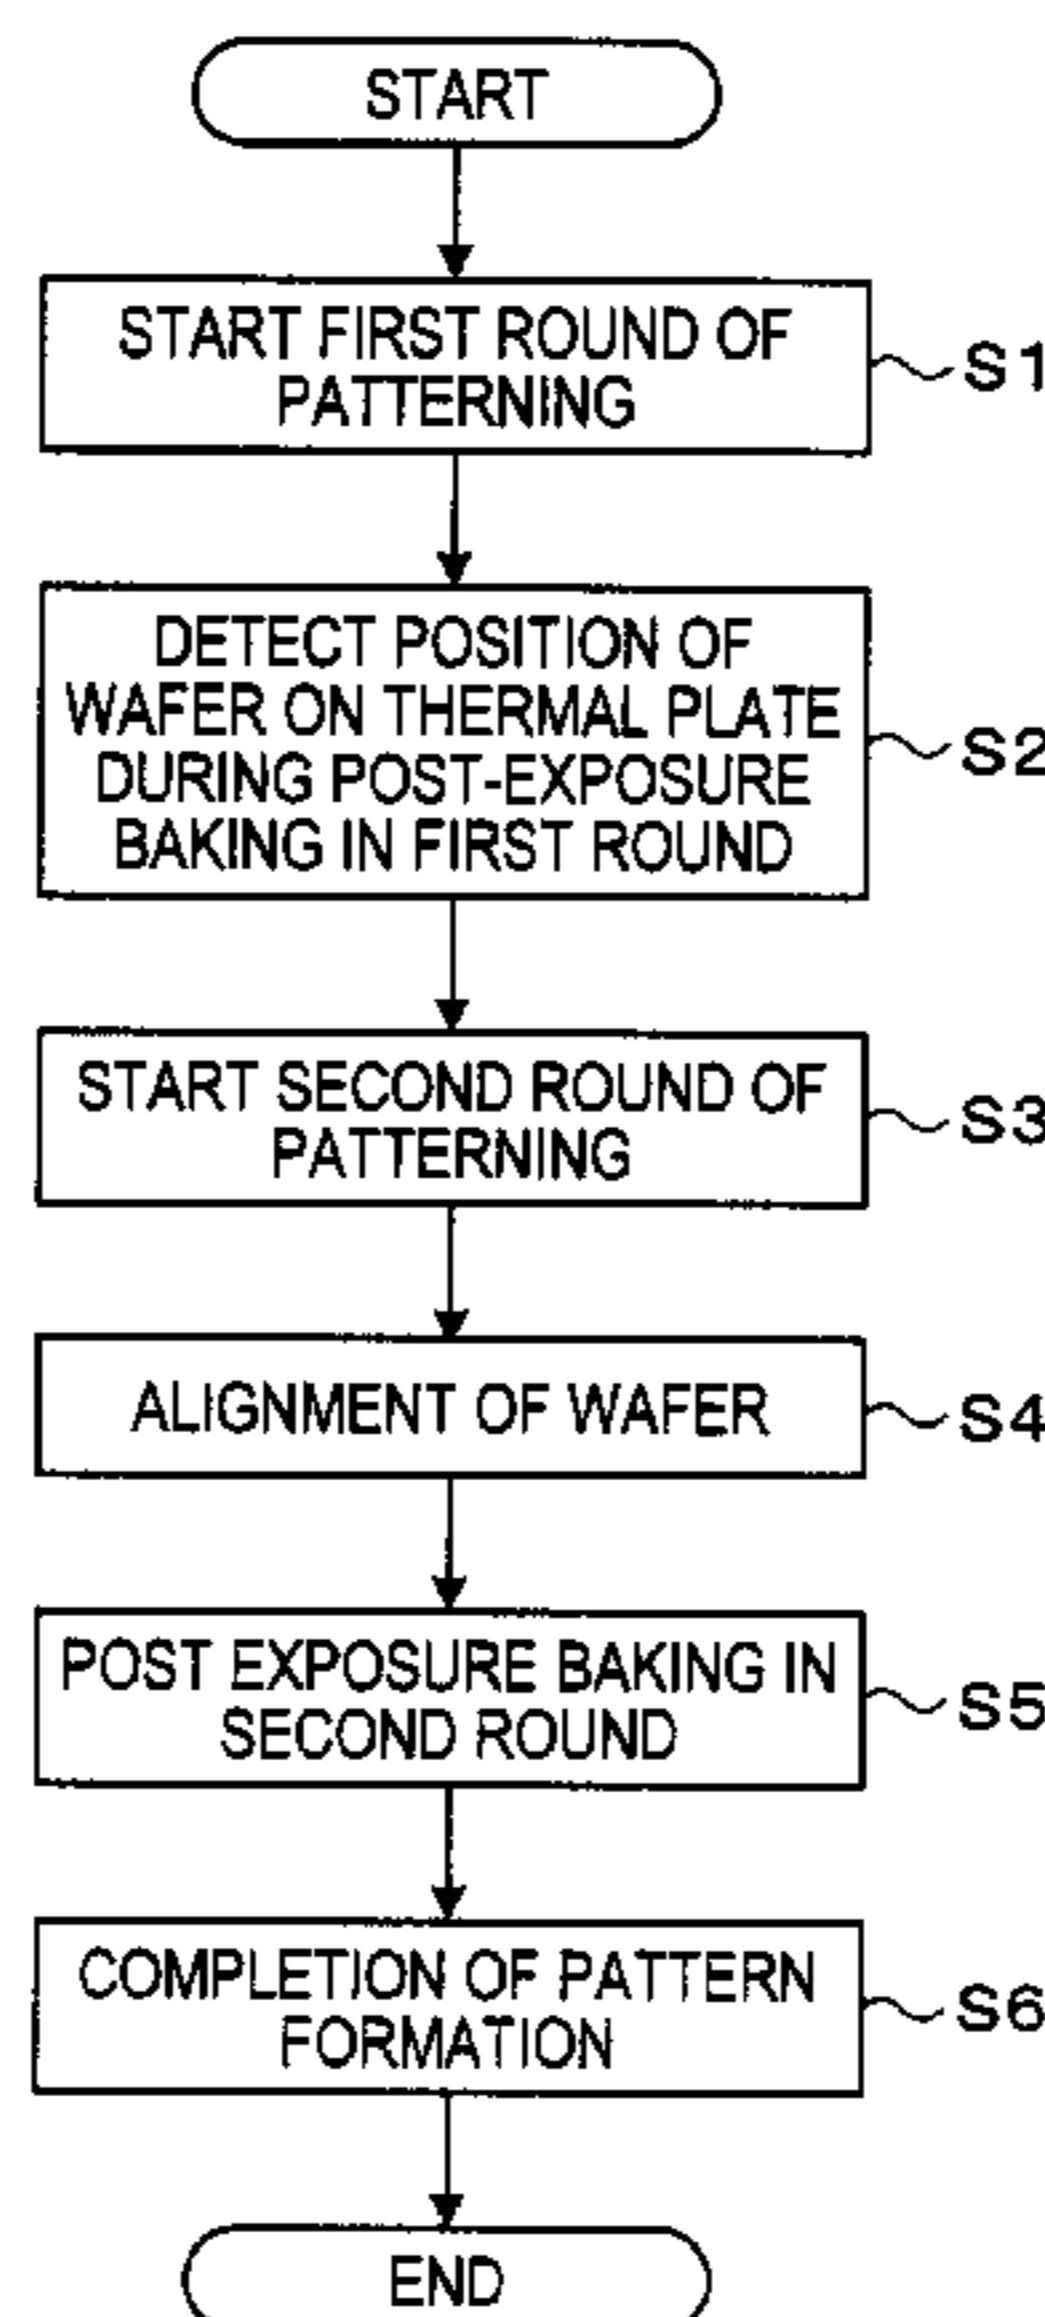 START
START FIRST ROUND OF
PATTERNING
S1
DETECT POSITION OF
WAFER ON THERMAL PLATE
DURING POST-EXPOSURE
BAKING IN FIRST ROUND
S2
START SECOND ROUND OF
PATTERNING
S3
ALIGNMENT OF WAFER
S4
POST EXPOSURE BAKING IN
SECOND ROUND
S5
COMPLETION OF PATTERN
FORMATION
S6
END